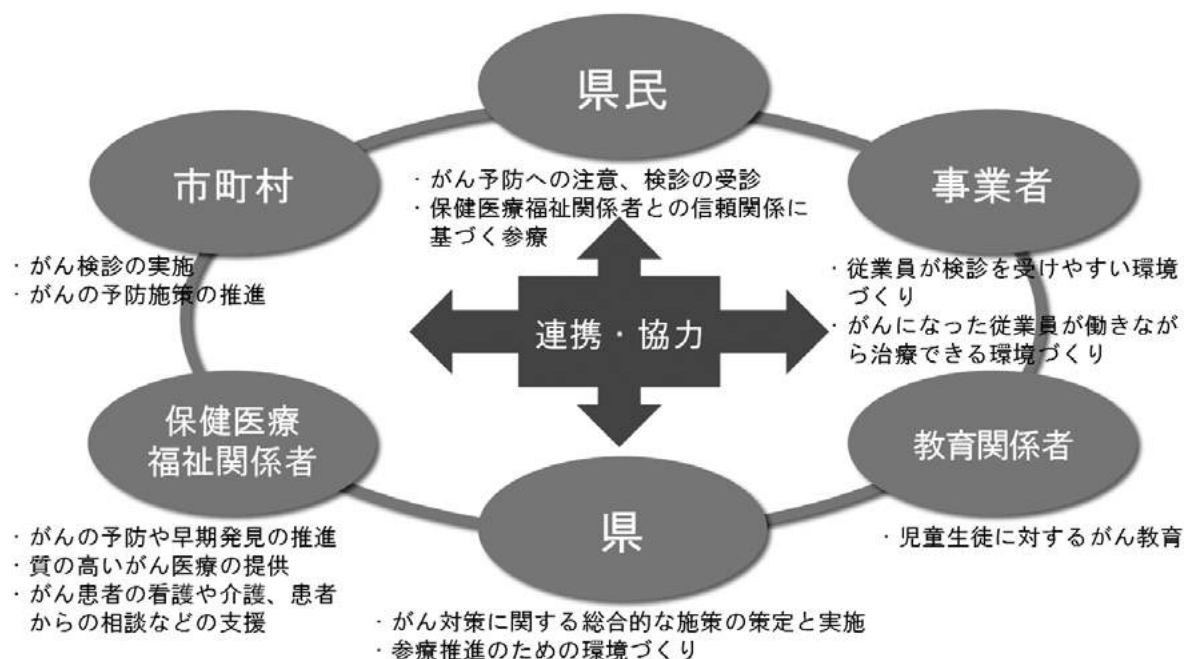 県民
・がん予防への注意、検診の受診
・保健医療福祉関係者との信頼関係に
基づく参療
市町村
・がん検診の実施
・がんの予防施策の推進
事業者
・従業員が検診を受けやすい環境
づくり
・がんになった従業員が働きなが
ら治療できる環境づくり
連携・協力
保健医療
福祉関係者
・がんの予防や早期発見の推進
・質の高いがん医療の提供
・がん患者の看護や介護、患者
からの相談などの支援
教育関係者
・児童生徒に対するがん教育
県
・がん対策に関する総合的な施策の策定と実施
・参療推進のための環境づくり